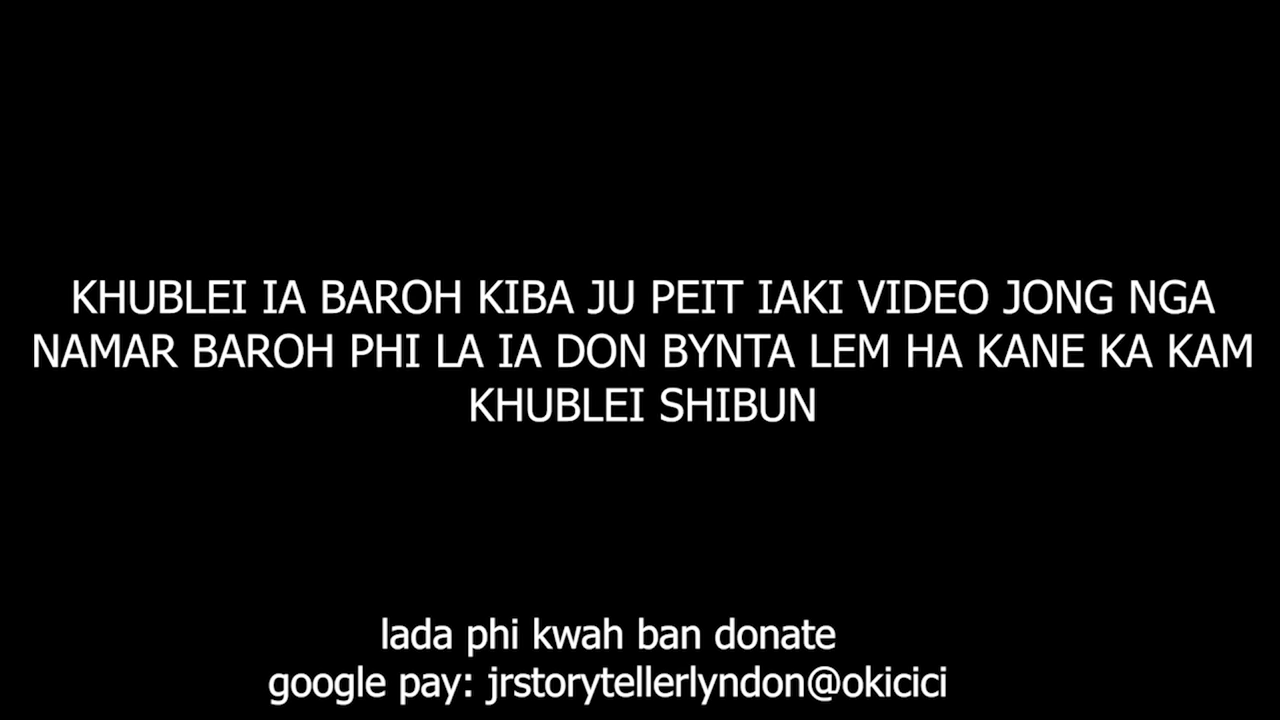 KHUBLEI IA BAROH KIBA JU PEIT IAKI VIDEO JONG NGA
NAMAR BAROH PHI LA IA DON BYNTA LEM HA KANE KA KAM
KHUBLEI SHIBUN
lada phi kwah ban donate
google pay: jrstorytellerlyndon@okicici